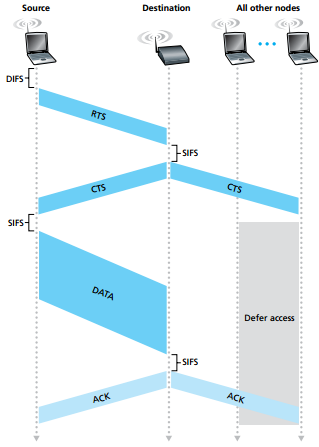 Source
Destination
All other nodes
DIFS
RTS
SIFS
CTS
CTS
SIFS
DATA
Defer access
SIFS
ACK
ACK